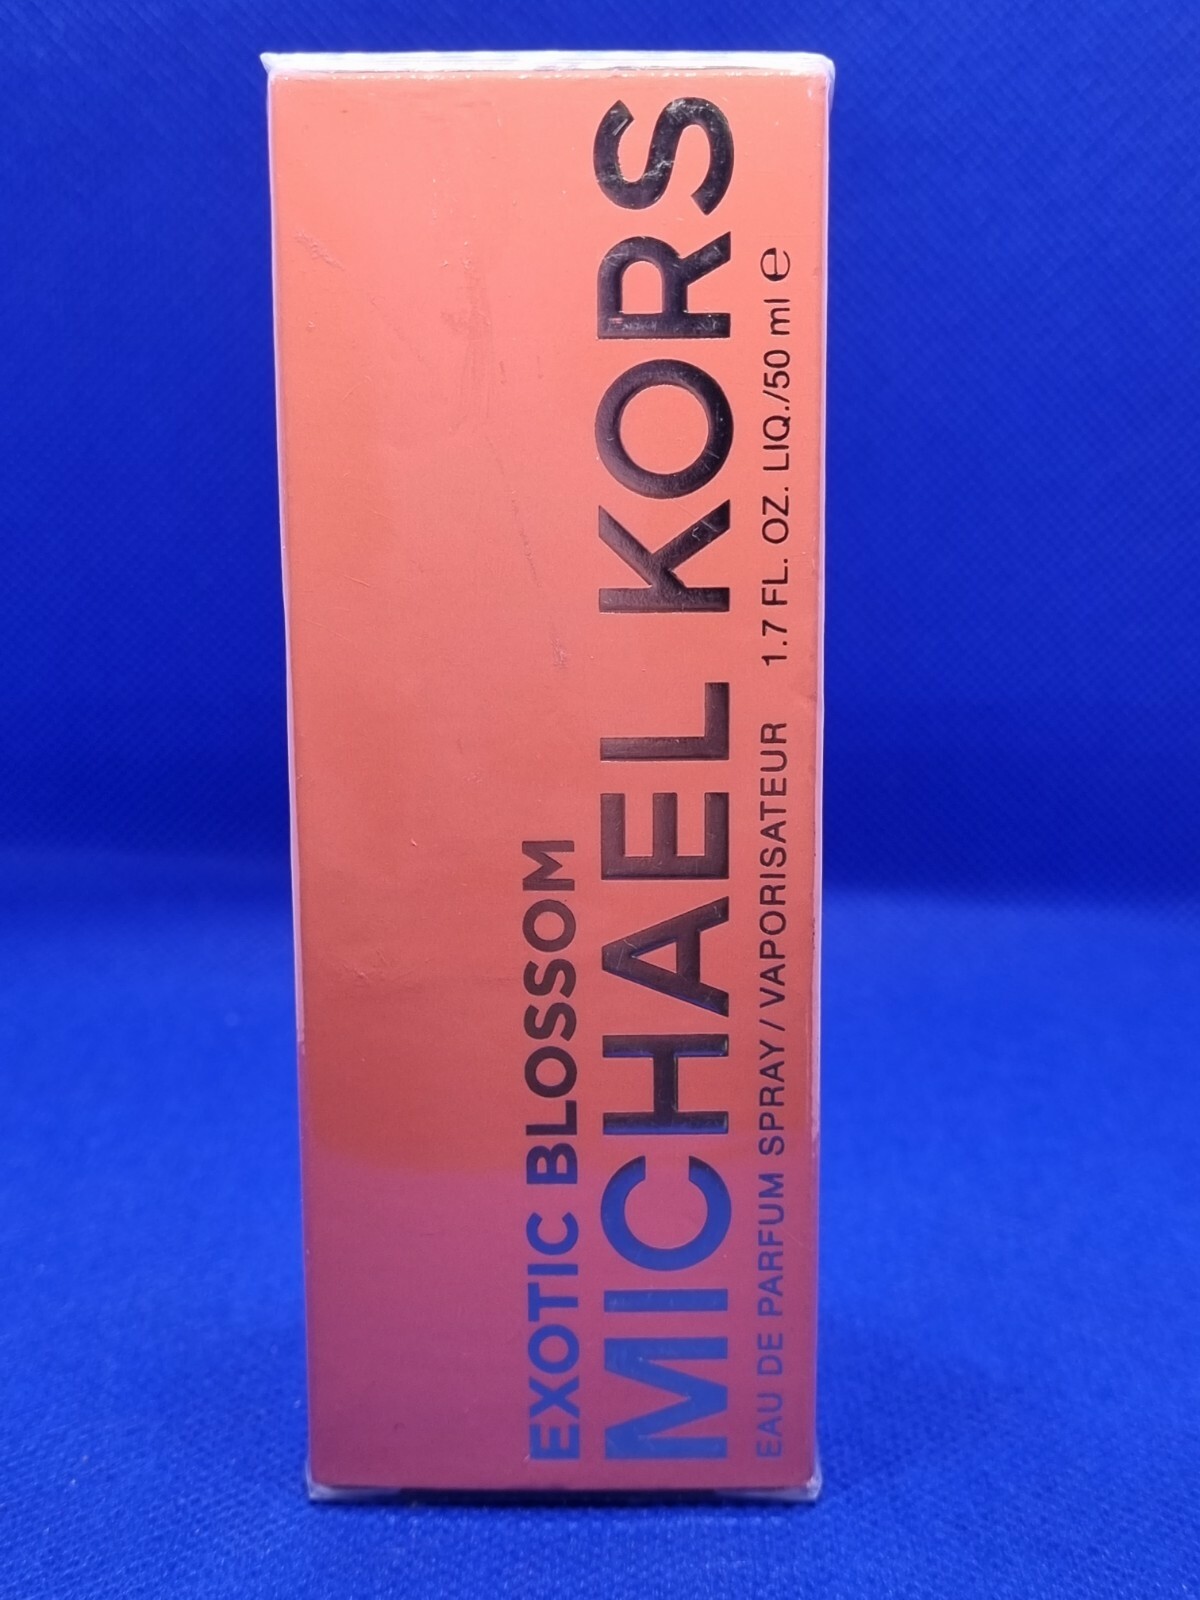 EXOTIC BLOSSOM
MICHAEL KORS
EAU DE PARFUM SPRAY / VAPORISATEUR 1.7 FL. OZ. LIQ./50 ml ℮